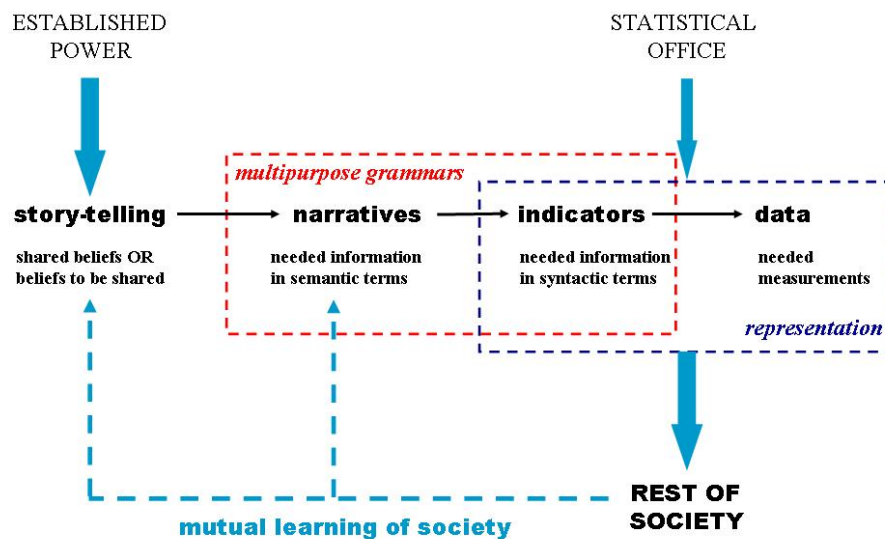 ESTABLISHED
POWER
STATISTICAL
OFFICE
multipurpose grammars
story-telling
narratives
indicators
data
shared beliefs OR
beliefs to be shared
needed information
in semantic terms
needed information
in syntactic terms
needed
measurements
representation
REST OF
SOCIETY
mutual learning of society